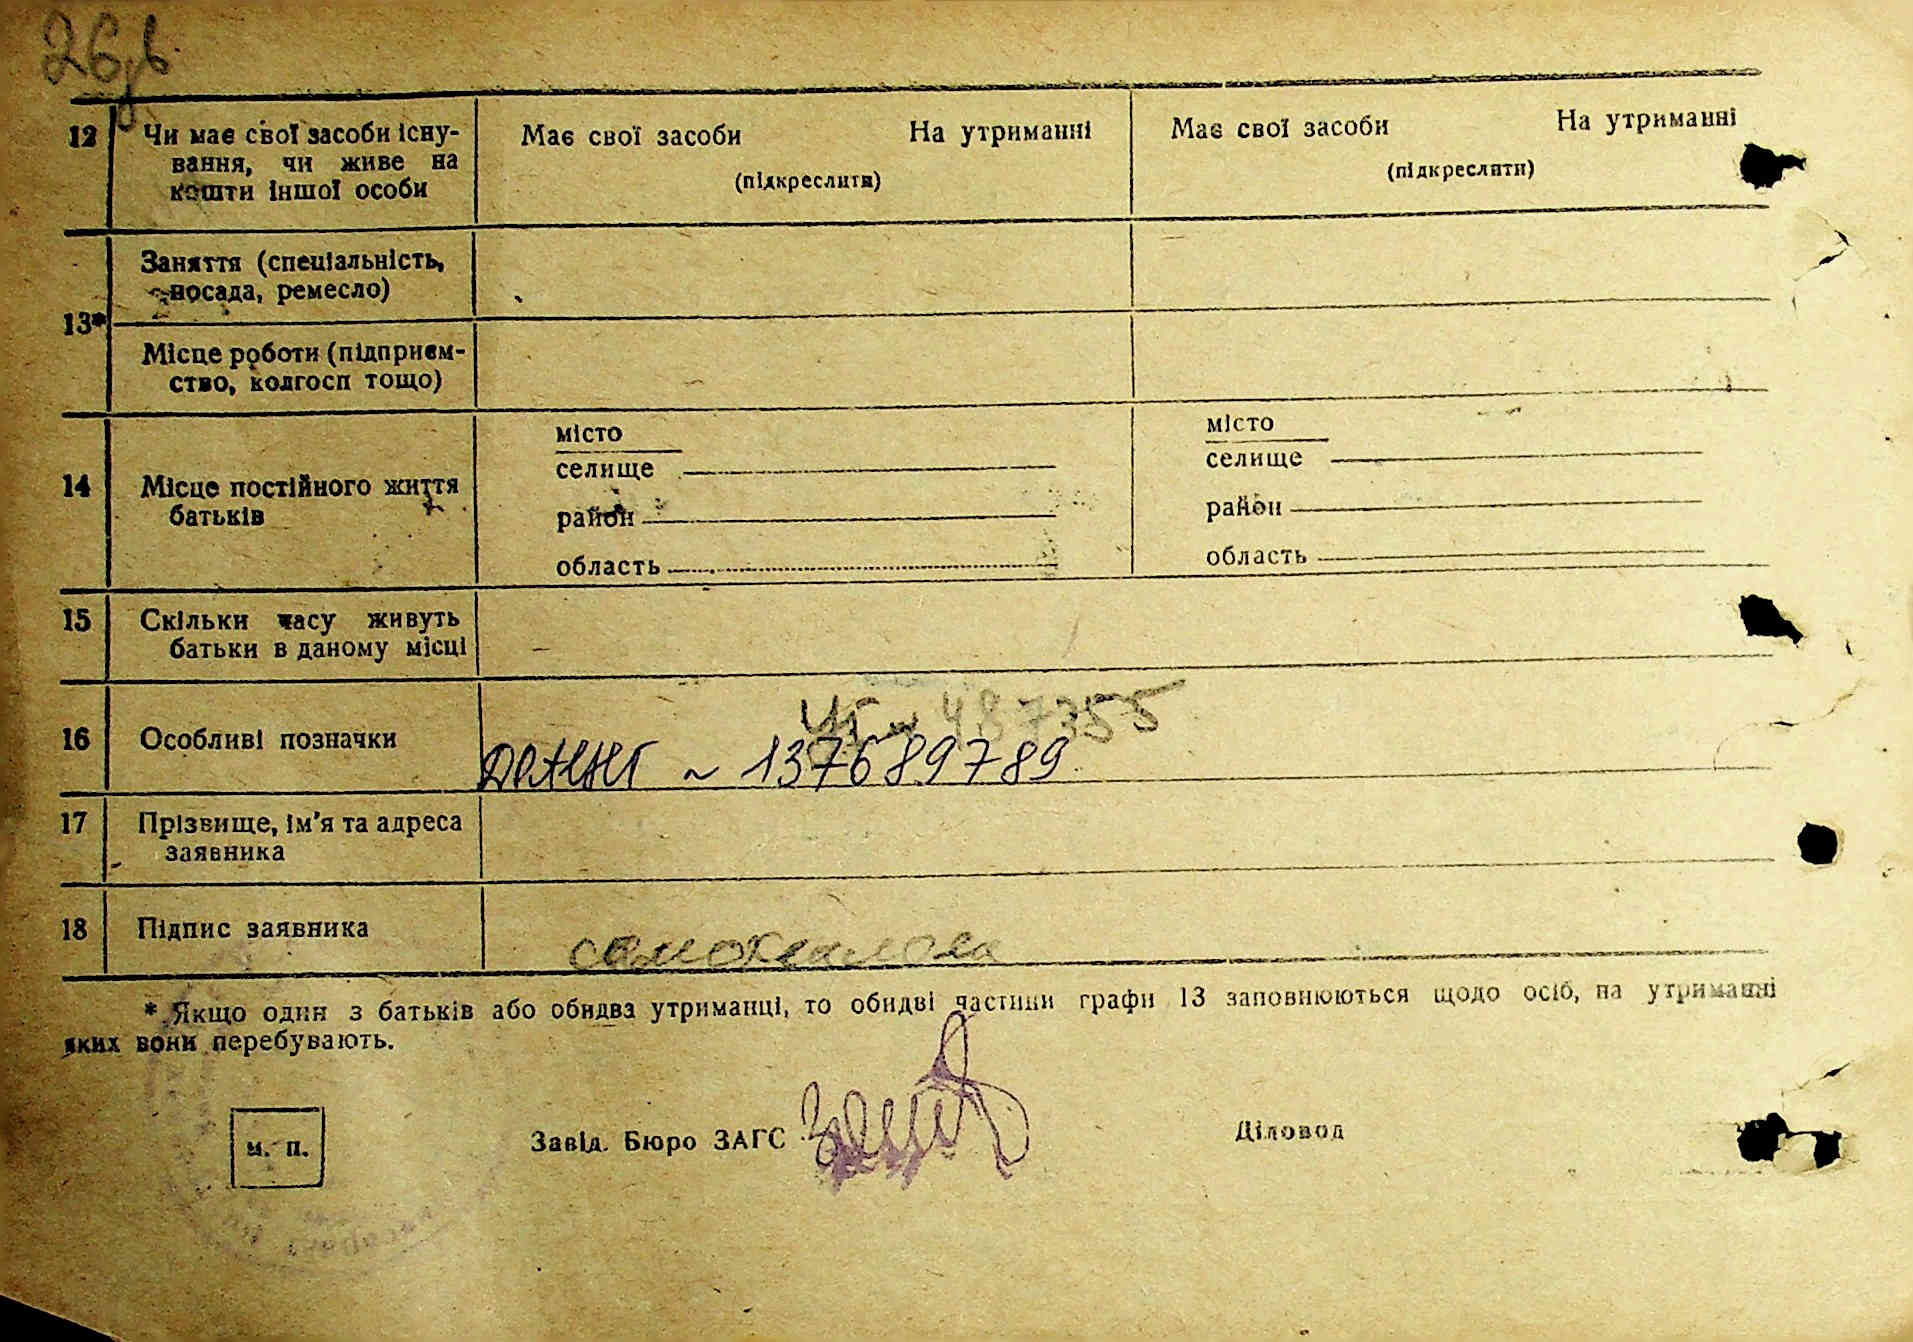 12 Чи має свої засоби існу-
вання, чи живе на
кошти іншої особи
Має свої засоби На утриманні
(підкреслити)
Має свої засоби На утриманні
(підкреслити)
13*
Заняття (спеціальність,
посада, ремесло)
Місце роботи (підприєм-
ство, колгосп тощо)
14 Місце постійного життя
батьків
місто
селище
район
область
місто
селище
район
область
15 Скільки часу живуть
батьки в даному місці
16 Особливі позначки
487355
~ 137689789
17 Прізвище, ім'я та адреса
заявника
18 Підпис заявника
* Якщо один з батьків або обидва утриманці, то обидві частини графи 13 заповнюються щодо осіб, на утриманні
яких вони перебувають.
м. п.
Завід. Бюро ЗАГС
Діловод